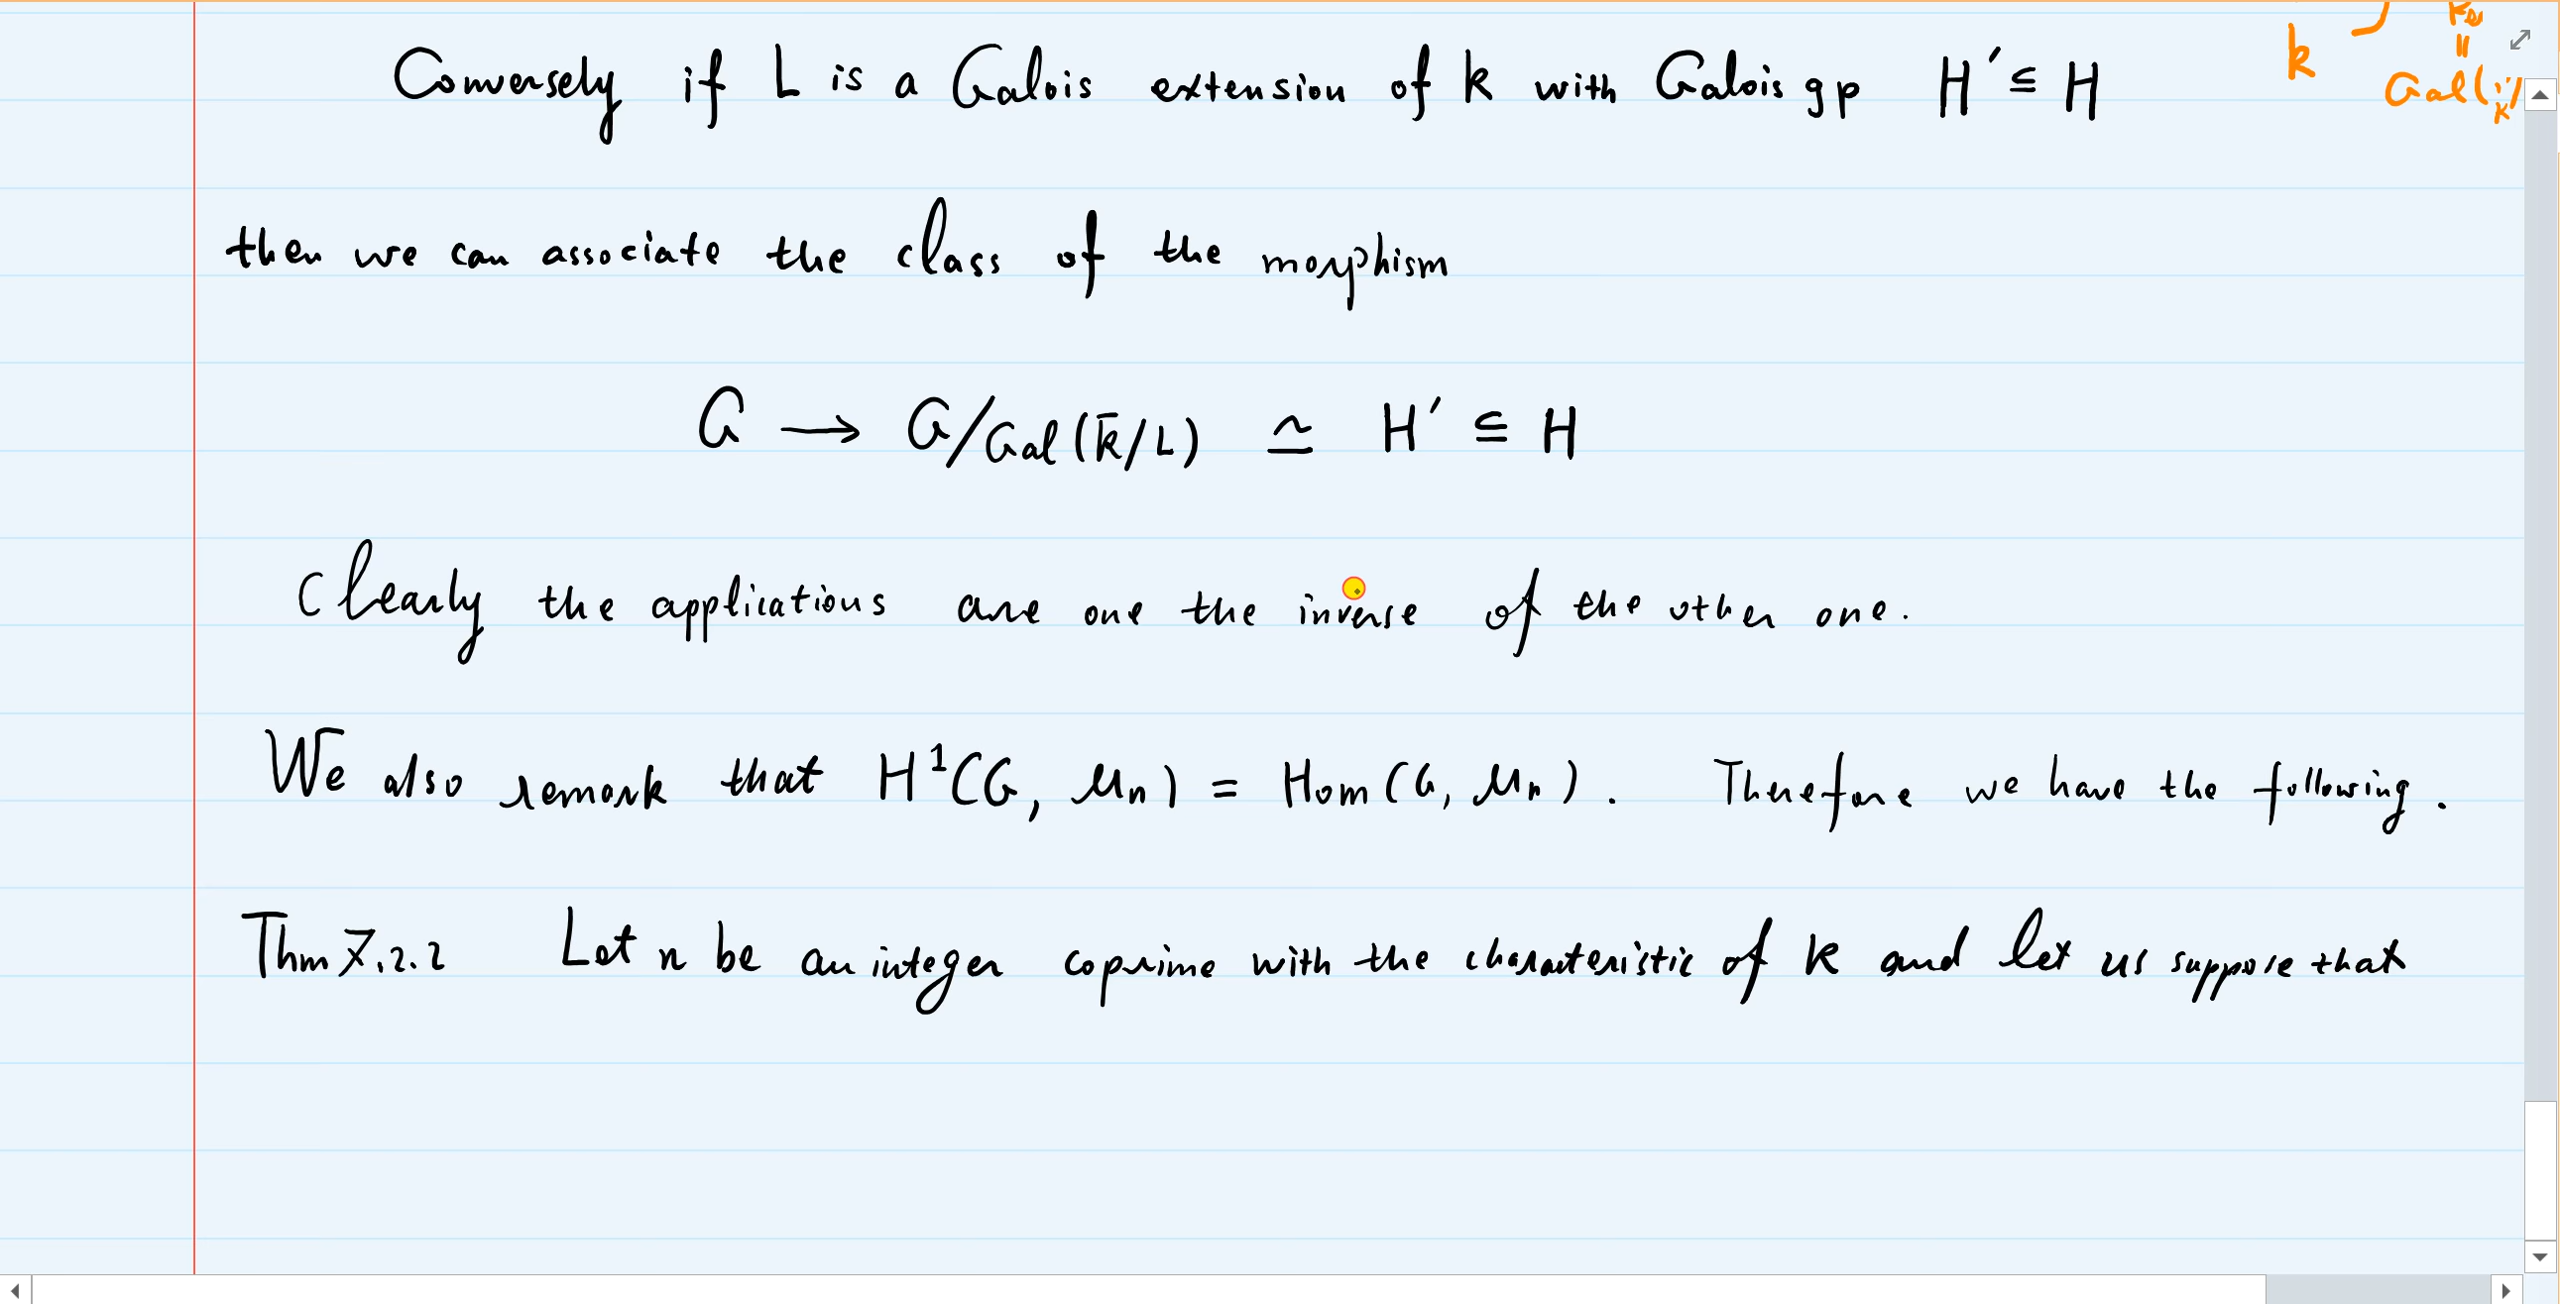 Conversely if L is a Galois extension of k with Galois gp H' ⊆ H
k
Gal(
then we can associate the class of the morphism
G → G/Gal(k̄/L) ≃ H' ⊆ H
Clearly the applications are one the inverse of the other one.
We also remark that H¹(G, μₙ) = Hom(G, μₙ). Therefore we have the following.
Thm 7.2.2 Let n be an integer coprime with the characteristic of k and let us suppose that